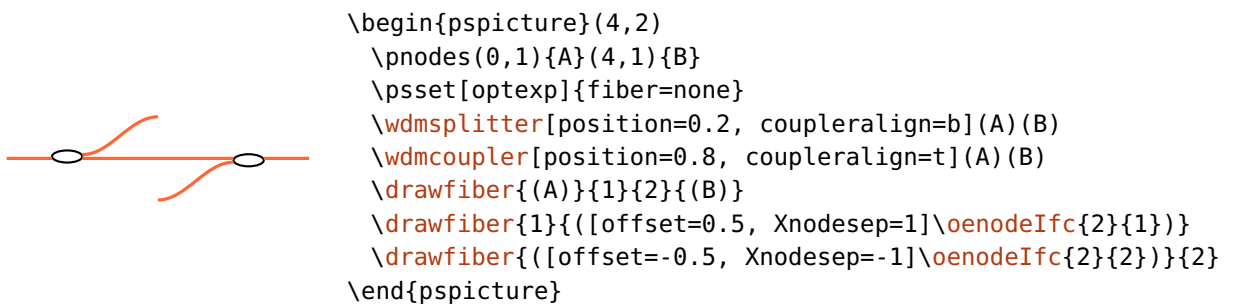 \begin{pspicture}(4,2)
\pnodes(0,1){A}(4,1){B}
\psset[optexp]{fiber=none}
\wdmsplitter[position=0.2, coupleralign=b](A)(B)
\wdmcoupler[position=0.8, coupleralign=t](A)(B)
\drawfiber{(A)}{1}{2}{(B)}
\drawfiber{1}{([offset=0.5, Xnodesep=1]\oenodeIfc{2}{1})}
\drawfiber{([offset=-0.5, Xnodesep=-1]\oenodeIfc{2}{2})}{2}
\end{pspicture}